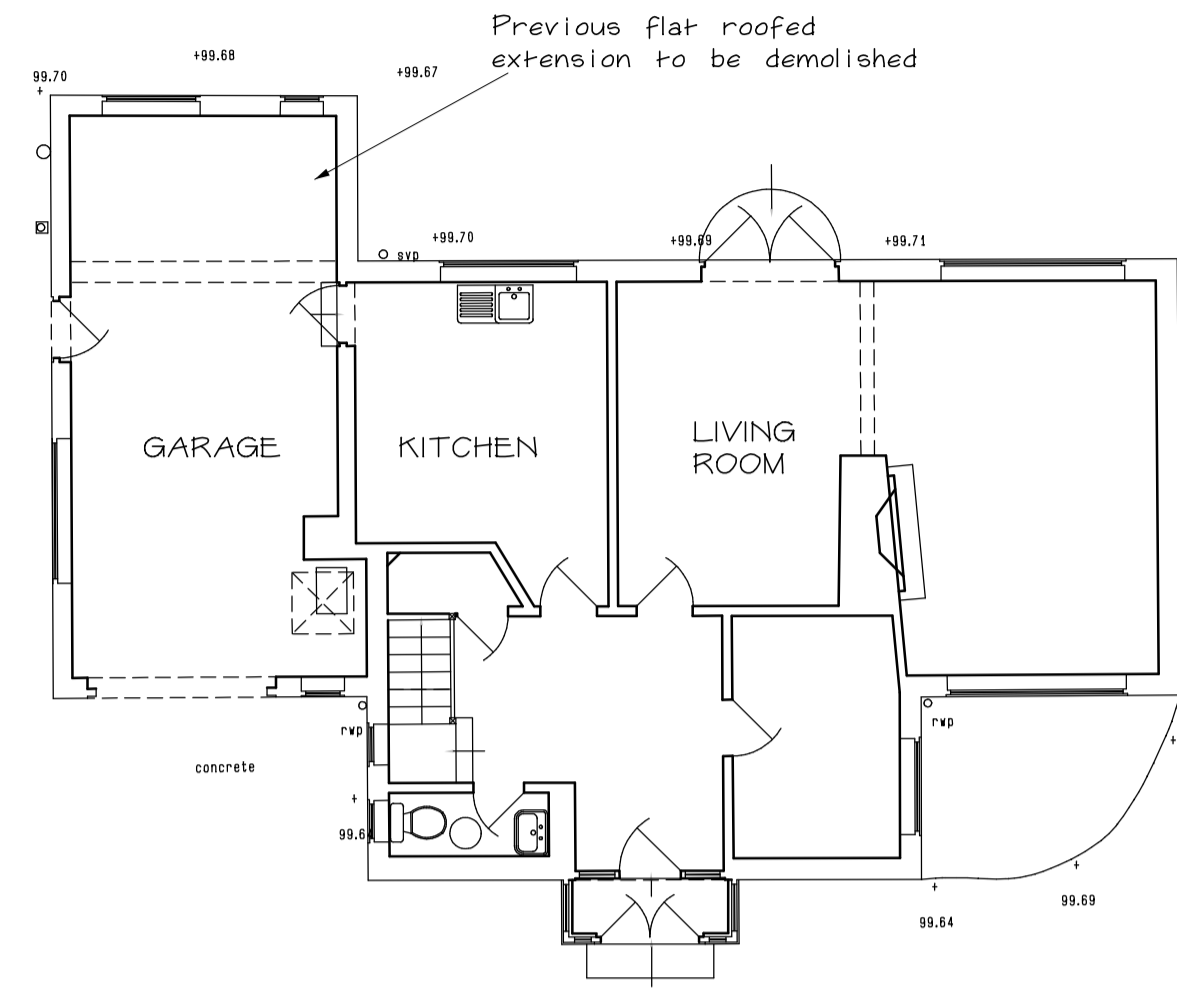 Previous flat roofed
extension to be demolished
+99.68
+99.67
99.70
svp
+99.70
+99.69
+99.71
GARAGE
KITCHEN
LIVING
ROOM
rwp
rwp
concrete
99.64
99.69
99.64